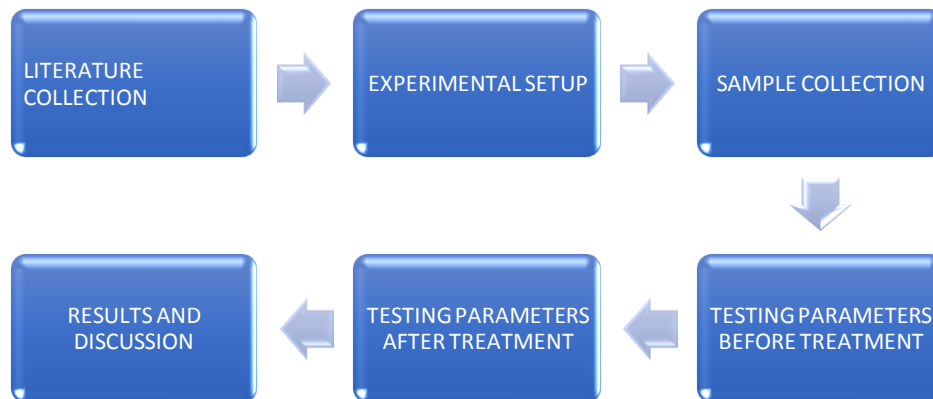 LITERATURE
COLLECTION
EXPERIMENTAL SETUP
SAMPLE COLLECTION
TESTING PARAMETERS
BEFORE TREATMENT
TESTING PARAMETERS
AFTER TREATMENT
RESULTS AND
DISCUSSION